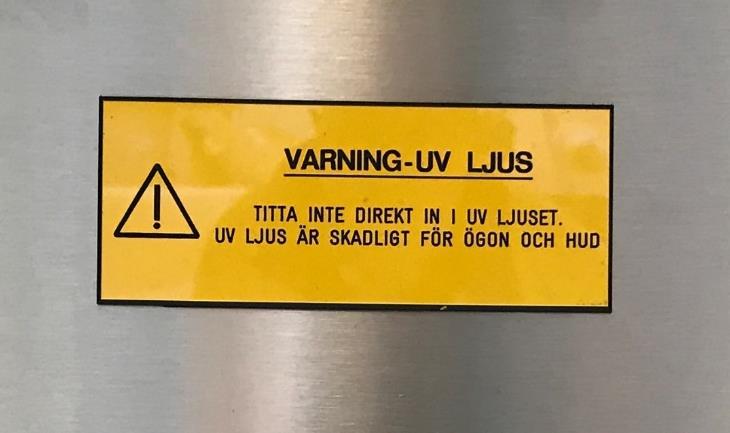 VARNING-UV LJUS
TITTA INTE DIREKT IN I UV LJUSET.
UV LJUS ÄR SKADLIGT FÖR ÖGON OCH HUD